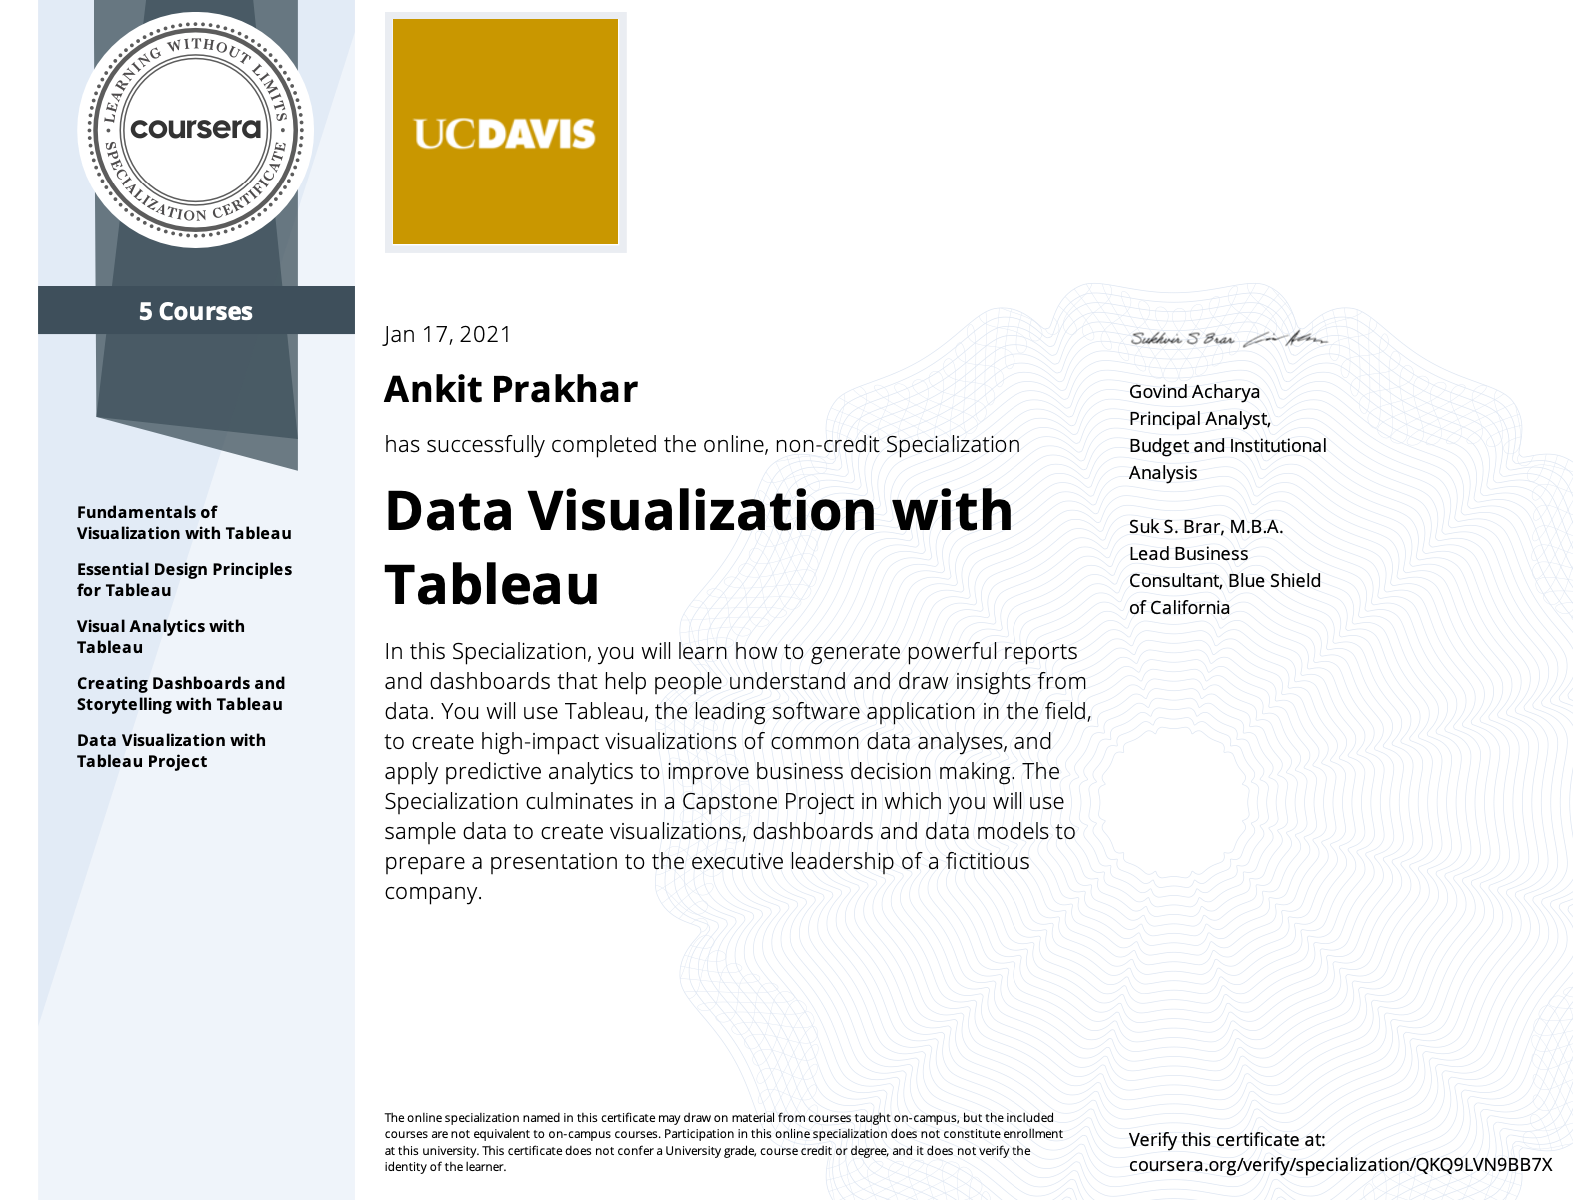 LEARNING WITHOUT LIMITS
coursera
SPECIALIZATION CERTIFICATE
5 Courses
Fundamentals of
Visualization with Tableau
Essential Design Principles
for Tableau
Visual Analytics with
Tableau
Creating Dashboards and
Storytelling with Tableau
Data Visualization with
Tableau Project
UCDAVIS
Jan 17, 2021
Ankit Prakhar
has successfully completed the online, non-credit Specialization
Data Visualization with
Tableau
In this Specialization, you will learn how to generate powerful reports
and dashboards that help people understand and draw insights from
data. You will use Tableau, the leading software application in the field,
to create high-impact visualizations of common data analyses, and
apply predictive analytics to improve business decision making. The
Specialization culminates in a Capstone Project in which you will use
sample data to create visualizations, dashboards and data models to
prepare a presentation to the executive leadership of a fictitious
company.
Sukhvir S Brar
Govind Acharya
Principal Analyst,
Budget and Institutional
Analysis
Suk S. Brar, M.B.A.
Lead Business
Consultant, Blue Shield
of California
The online specialization named in this certificate may draw on material from courses taught on-campus, but the included
courses are not equivalent to on-campus courses. Participation in this online specialization does not constitute enrollment
at this university. This certificate does not confer a University grade, course credit or degree, and it does not verify the
identity of the learner.
Verify this certificate at:
coursera.org/verify/specialization/QKQ9LVN9BB7X